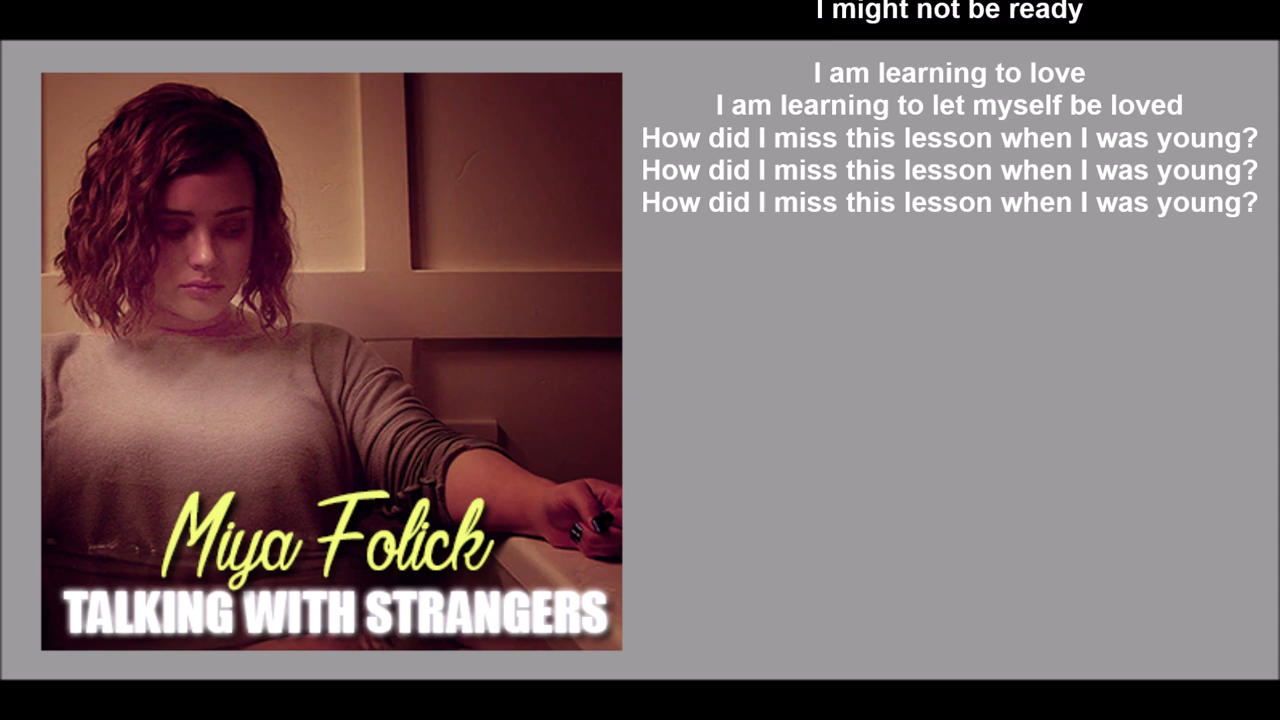 I might not be ready
I am learning to love
I am learning to let myself be loved
How did I miss this lesson when I was young?
How did I miss this lesson when I was young?
How did I miss this lesson when I was young?
Miya Folick
TALKING WITH STRANGERS